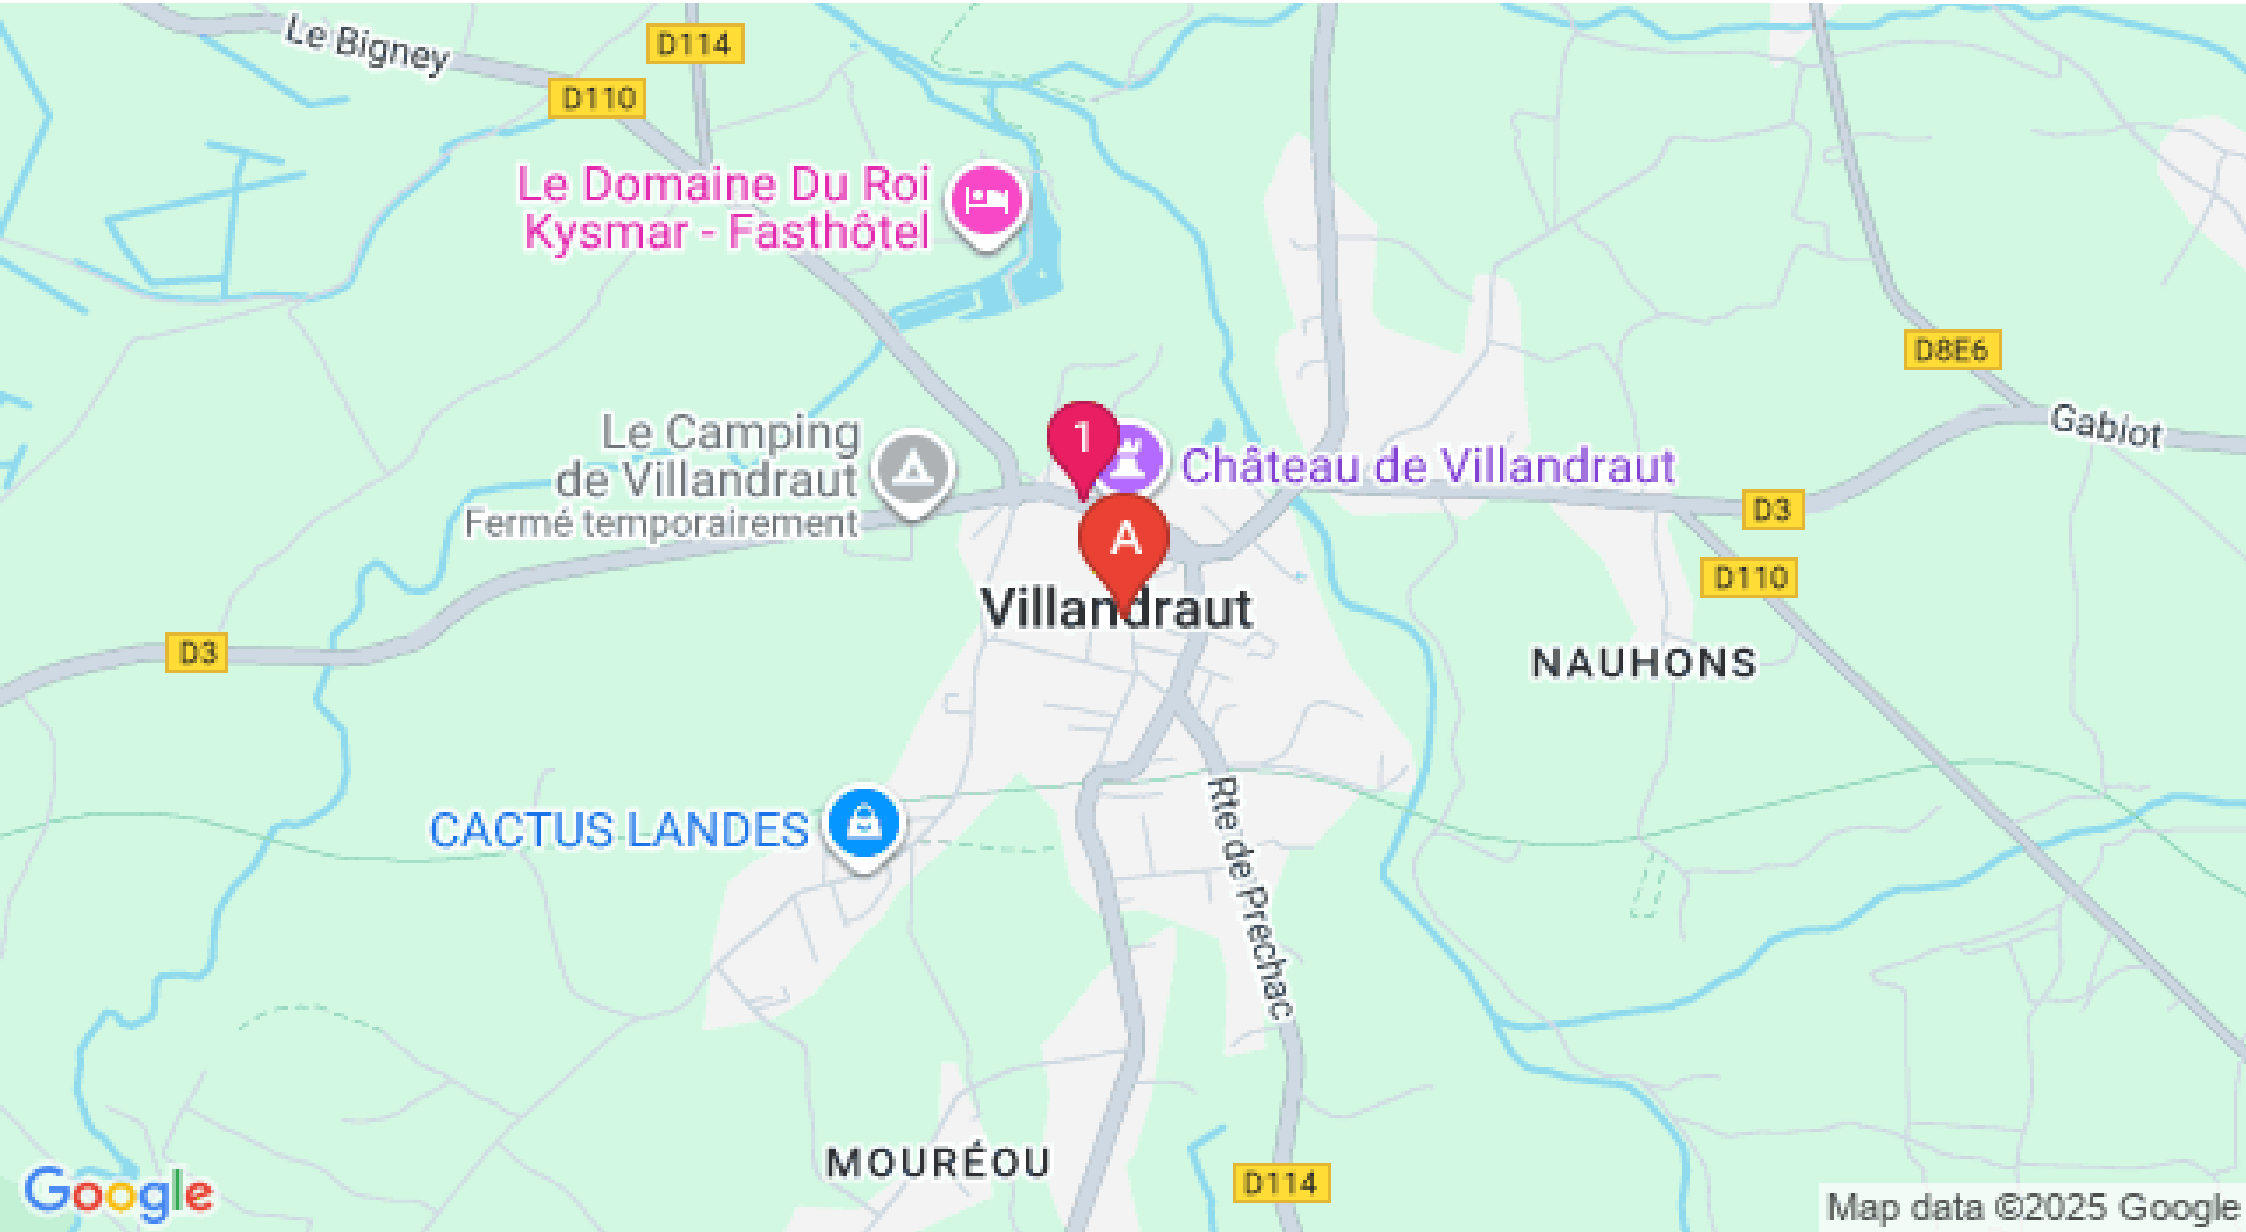 Le Bigney
D114
D110
Le Domaine Du Roi
Kysmar - Fasthôtel
D8E6
Gabiot
Le Camping
de Villandraut
Fermé temporairement
1
Château de Villandraut
D3
A
D110
Villandraut
D3
NAUHONS
CACTUS LANDES
Rte de Prechac
MOURÉOU
D114
Google
Map data ©2025 Google